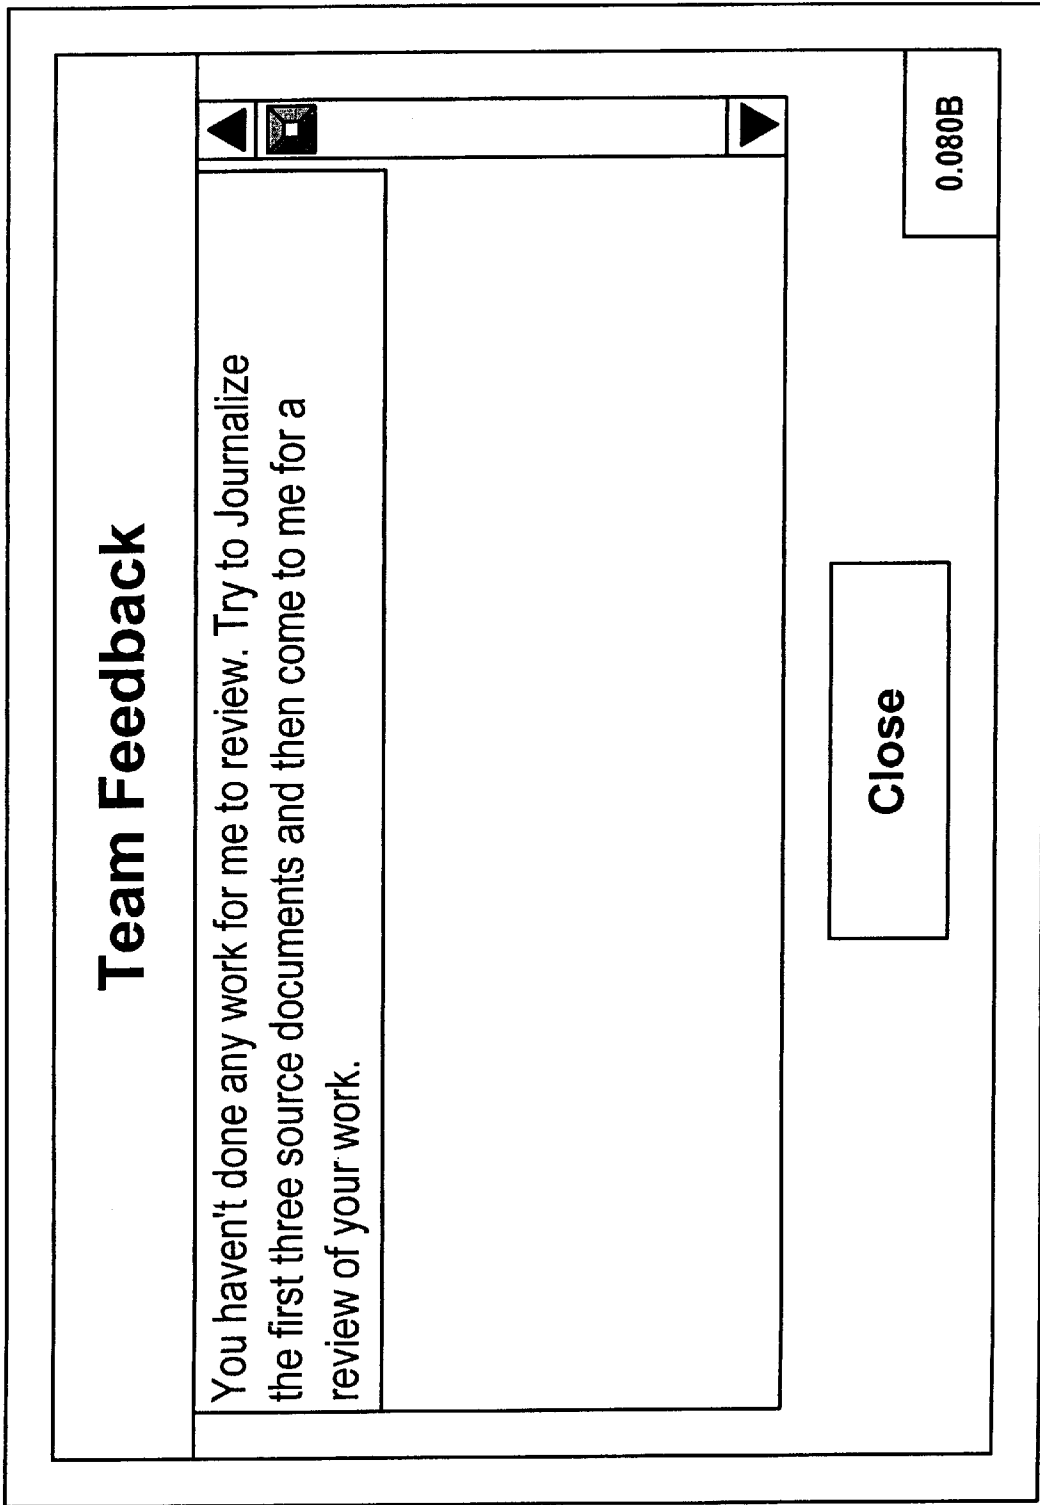 Team Feedback
You haven't done any work for me to review. Try to Journalize
the first three source documents and then come to me for a
review of your work.
Close
0.080B